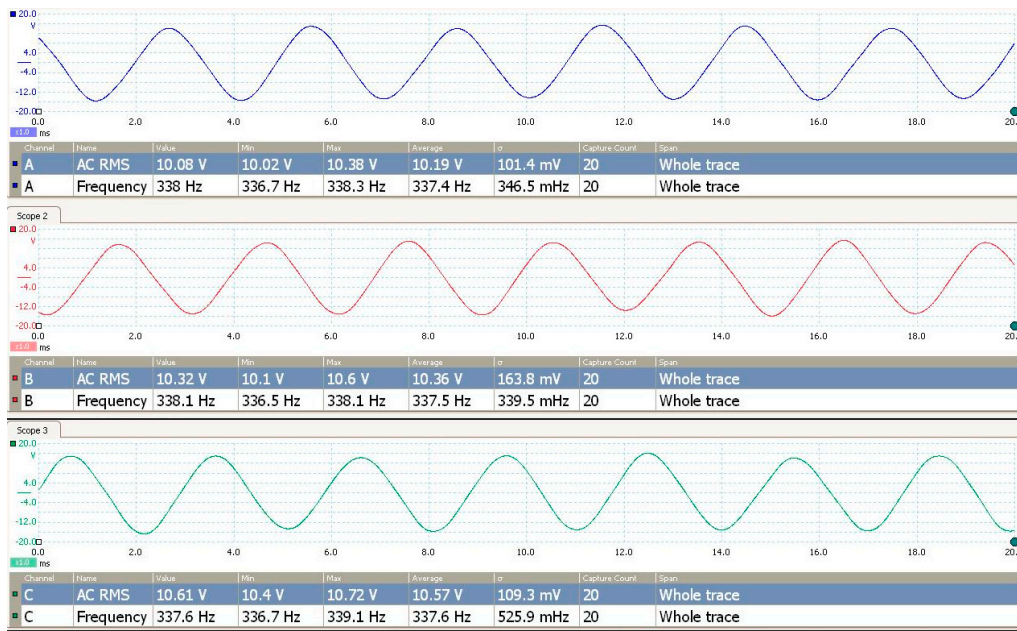 20.0
V
4.0
-4.0
-12.0
-20.0
0.0 2.0 4.0 6.0 8.0 10.0 12.0 14.0 16.0 18.0 20.
x1.0 ms
Channel Name Value Min Max Average σ Capture Count Span
A AC RMS 10.08 V 10.02 V 10.38 V 10.19 V 101.4 mV 20 Whole trace
A Frequency 338 Hz 336.7 Hz 338.3 Hz 337.4 Hz 346.5 mHz 20 Whole trace
Scope 2
20.0
V
4.0
-4.0
-12.0
-20.0
0.0 2.0 4.0 6.0 8.0 10.0 12.0 14.0 16.0 18.0 20.
x1.0 ms
Channel Name Value Min Max Average σ Capture Count Span
B AC RMS 10.32 V 10.1 V 10.6 V 10.36 V 163.8 mV 20 Whole trace
B Frequency 338.1 Hz 336.5 Hz 338.1 Hz 337.5 Hz 339.5 mHz 20 Whole trace
Scope 3
20.0
V
4.0
-4.0
-12.0
-20.0
0.0 2.0 4.0 6.0 8.0 10.0 12.0 14.0 16.0 18.0 20.
x1.0 ms
Channel Name Value Min Max Average σ Capture Count Span
C AC RMS 10.61 V 10.4 V 10.72 V 10.57 V 109.3 mV 20 Whole trace
C Frequency 337.6 Hz 336.7 Hz 339.1 Hz 337.6 Hz 525.9 mHz 20 Whole trace